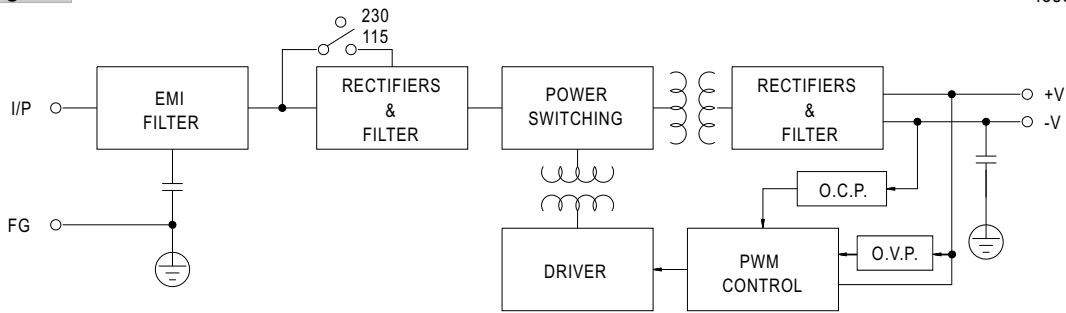 230
115
I/P
EMI
FILTER
RECTIFIERS
&
FILTER
POWER
SWITCHING
RECTIFIERS
&
FILTER
+V
-V
O.C.P.
FG
DRIVER
PWM
CONTROL
O.V.P.